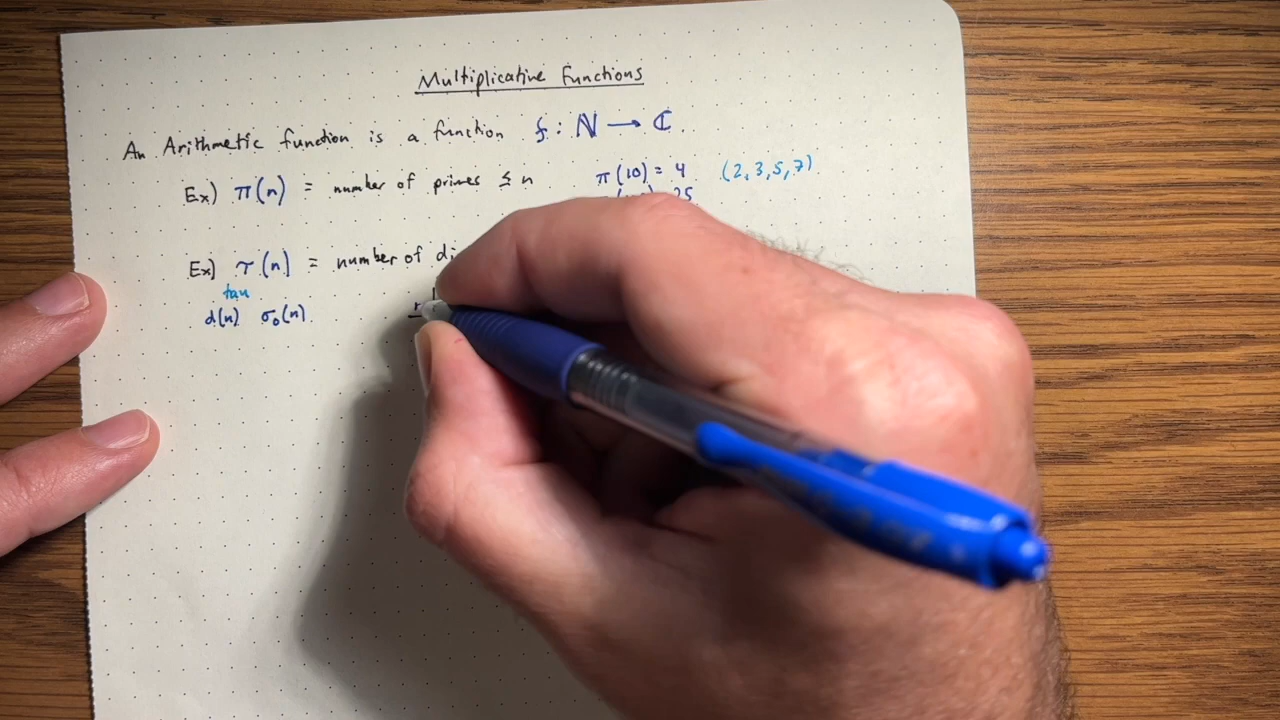 Multiplicative Functions
An Arithmetic function is a function f : ℕ → ℂ.
Ex) π(n) = number of primes ≤ n π(10) = 4 (2,3,5,7)
25
Ex) τ(n) = number of
tau
d(n) σ₀(n)